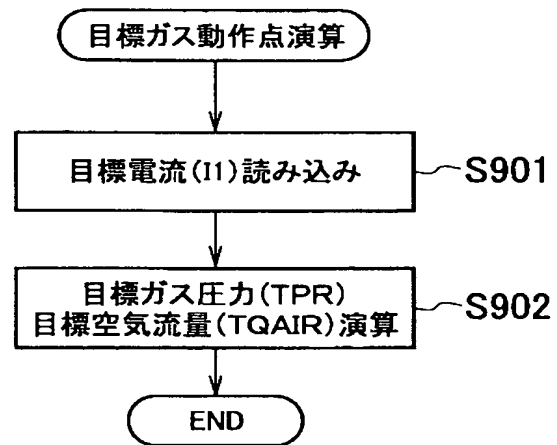 目標ガス動作点演算
目標電流(I1)読み込み
S901
目標ガス圧力(TPR)
目標空気流量(TQAIR)演算
S902
END